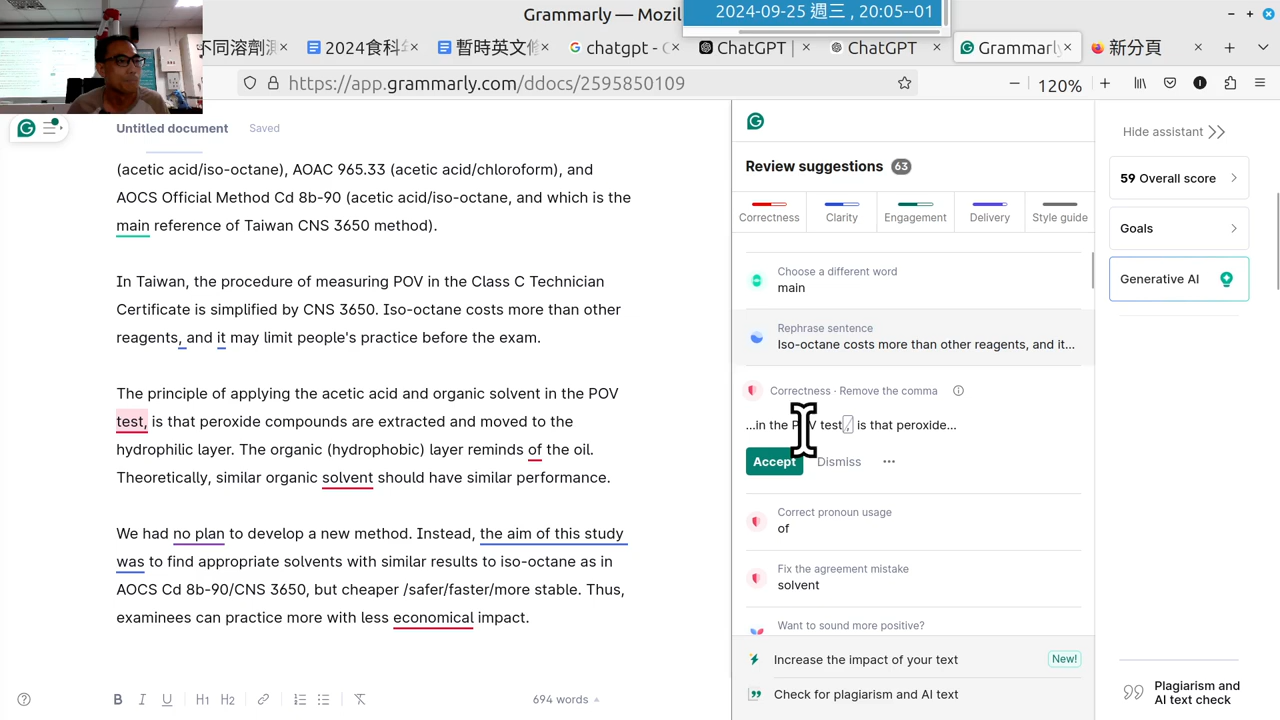 Grammarly — Mozil
2024-09-25 週三 , 20:05--01
不同溶劑測
2024食科
暫時英文修
chatgpt - G
ChatGPT |
ChatGPT
Grammarly
新分頁
https://app.grammarly.com/ddocs/2595850109
120%
Untitled document
Saved
(acetic acid/iso-octane), AOAC 965.33 (acetic acid/chloroform), and
AOCS Official Method Cd 8b-90 (acetic acid/iso-octane, and which is the
main reference of Taiwan CNS 3650 method).
In Taiwan, the procedure of measuring POV in the Class C Technician
Certificate is simplified by CNS 3650. Iso-octane costs more than other
reagents, and it may limit people's practice before the exam.
The principle of applying the acetic acid and organic solvent in the POV
test, is that peroxide compounds are extracted and moved to the
hydrophilic layer. The organic (hydrophobic) layer reminds of the oil.
Theoretically, similar organic solvent should have similar performance.
We had no plan to develop a new method. Instead, the aim of this study
was to find appropriate solvents with similar results to iso-octane as in
AOCS Cd 8b-90/CNS 3650, but cheaper /safer/faster/more stable. Thus,
examinees can practice more with less economical impact.
B I U H1 H2
694 words
Review suggestions 63
Correctness
Clarity
Engagement
Delivery
Style guide
Choose a different word
main
Rephrase sentence
Iso-octane costs more than other reagents, and it...
Correctness · Remove the comma
...in the POV test, is that peroxide...
Accept
Dismiss
Correct pronoun usage
of
Fix the agreement mistake
solvent
Want to sound more positive?
Increase the impact of your text
New!
Check for plagiarism and AI text
Hide assistant
59 Overall score
Goals
Generative AI
Plagiarism and
AI text check